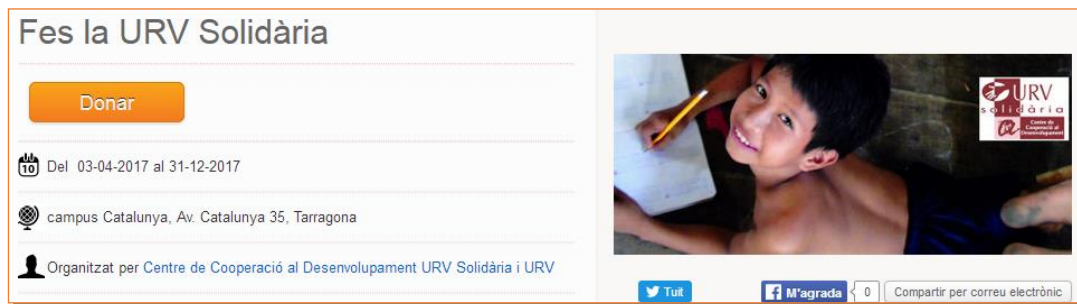 Fes la URV Solidària
Donar
10
Del 03-04-2017 al 31-12-2017
campus Catalunya, Av. Catalunya 35, Tarragona
Organitzat per Centre de Cooperació al Desenvolupament URV Solidària i URV
URV
solidària
Centre de
Cooperació al
Desenvolupament
Tuit
M'agrada
0
Compartir per correu electrònic